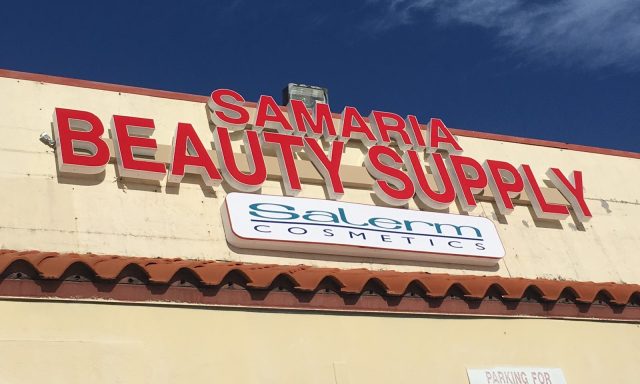 SAMARIA
BEAUTY SUPPLY
Salerm
COSMETICS
PARKING FOR